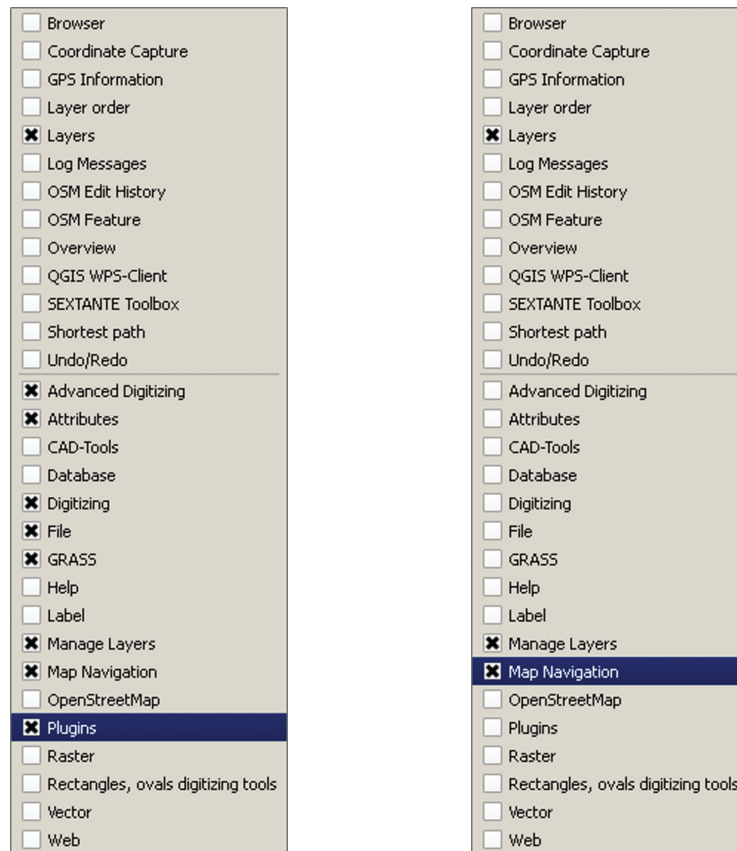 Browser
Coordinate Capture
GPS Information
Layer order
Layers
Log Messages
OSM Edit History
OSM Feature
Overview
QGIS WPS-Client
SEXTANTE Toolbox
Shortest path
Undo/Redo
Advanced Digitizing
Attributes
CAD-Tools
Database
Digitizing
File
GRASS
Help
Label
Manage Layers
Map Navigation
OpenStreetMap
Plugins
Raster
Rectangles, ovals digitizing tools
Vector
Web
Browser
Coordinate Capture
GPS Information
Layer order
Layers
Log Messages
OSM Edit History
OSM Feature
Overview
QGIS WPS-Client
SEXTANTE Toolbox
Shortest path
Undo/Redo
Advanced Digitizing
Attributes
CAD-Tools
Database
Digitizing
File
GRASS
Help
Label
Manage Layers
Map Navigation
OpenStreetMap
Plugins
Raster
Rectangles, ovals digitizing tools
Vector
Web